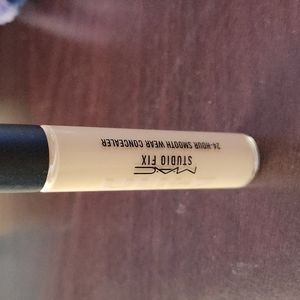 MAC
STUDIO FIX
24-HOUR SMOOTH WEAR CONCEALER